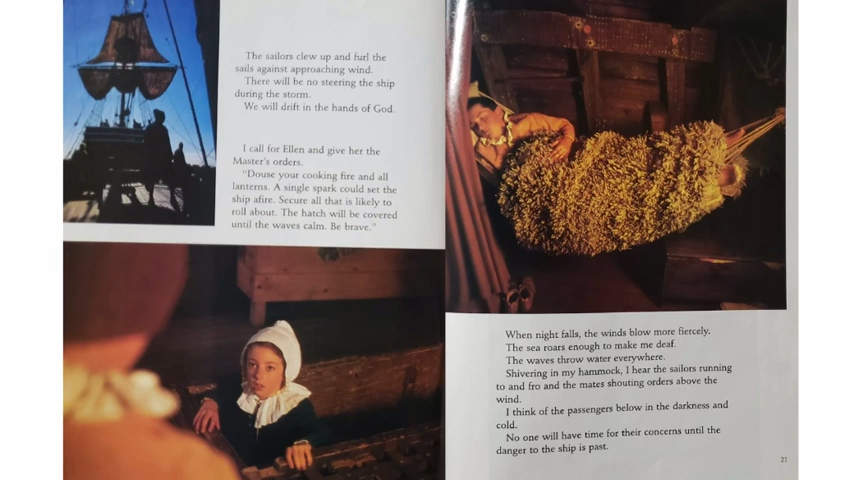 The sailors clew up and furl the
sails against approaching wind.
There will be no steering the ship
during the storm.
We will drift in the hands of God.
I call for Ellen and give her the
Master's orders.
"Douse your cooking fire and all
lanterns. A single spark could set the
ship afire. Secure all that is likely to
roll about. The hatch will be covered
until the waves calm. Be brave."
When night falls, the winds blow more fiercely.
The sea roars enough to make me deaf.
The waves throw water everywhere.
Shivering in my hammock, I hear the sailors running
to and fro and the mates shouting orders above the
wind.
I think of the passengers below in the darkness and
cold.
No one will have time for their concerns until the
danger to the ship is past.
21